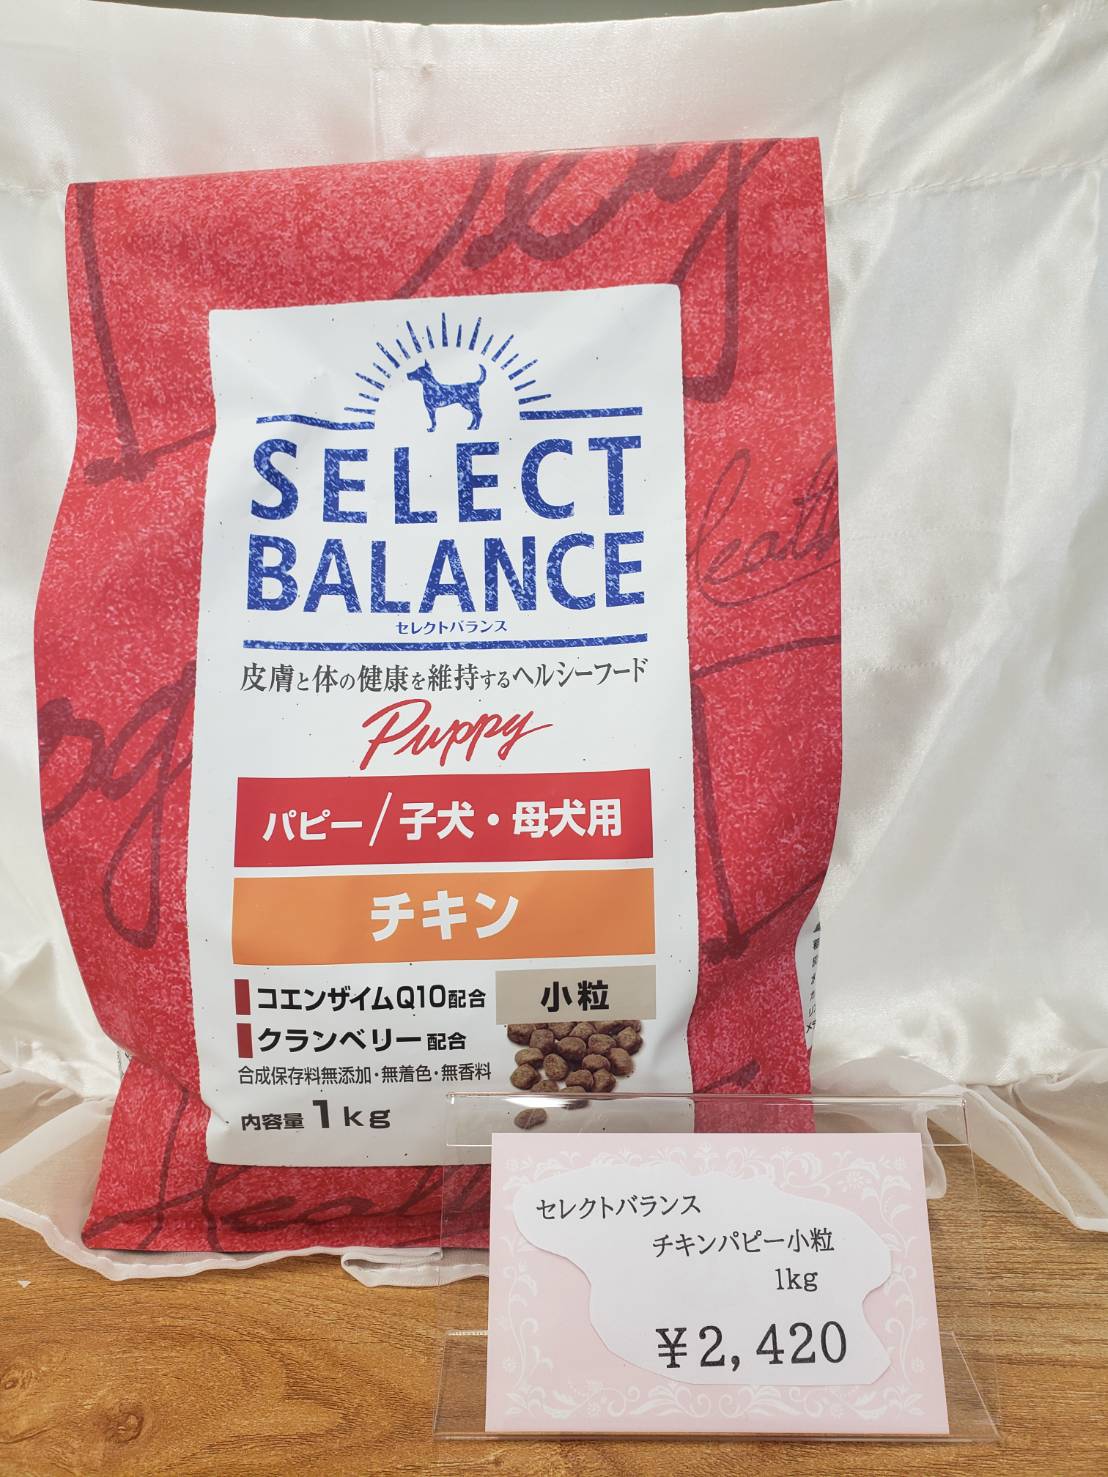 SELECT
BALANCE
セレクトバランス
皮膚と体の健康を維持するヘルシーフード
Puppy
パピー/子犬・母犬用
チキン
コエンザイムQ10配合
小粒
クランベリー配合
合成保存料無添加・無着色・無香料
内容量 1kg
セレクトバランス
チキンパピー小粒
1kg
¥2,420